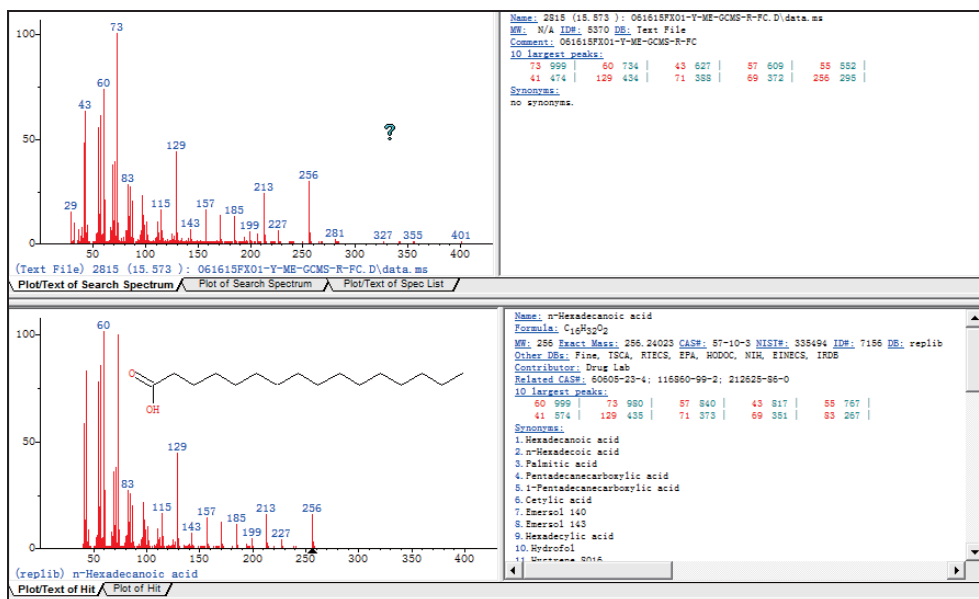 Name: 2815 (15.573 ): 061615FX01-Y-ME-GCMS-R-FC.D\data.ms
MW: N/A ID#: 5370 DB: Text File
Comment: 061615FX01-Y-ME-GCMS-R-FC
10 largest peaks:
73 999 | 60 734 | 43 627 | 57 609 | 55 552 |
41 474 | 129 434 | 71 388 | 69 372 | 256 295 |
Synonyms:
no synonyms.
100
50
0
73
60
43
129
83
29
115
143
157
185
199
213
227
256
281
327
355
401
?
50 100 150 200 250 300 350 400
(Text File) 2815 (15.573 ): 061615FX01-Y-ME-GCMS-R-FC.D\data.ms
Plot/Text of Search Spectrum Plot of Search Spectrum Plot/Text of Spec List
100
50
0
60
129
83
115
143
157
185
199
213
227
256
O
OH
50 100 150 200 250 300 350 400
(replib) n-Hexadecanoic acid
Plot/Text of Hit Plot of Hit
Name: n-Hexadecanoic acid
Formula: C16H32O2
MW: 256 Exact Mass: 256.24023 CAS#: 57-10-3 NIST#: 335494 ID#: 7156 DB: replib
Other DBs: Fine, TSCA, RTECS, EPA, HODOC, NIH, EINECS, IRDB
Contributor: Drug Lab
Related CAS#: 60605-23-4; 116860-99-2; 212625-86-0
10 largest peaks:
60 999 | 73 980 | 57 840 | 43 817 | 55 767 |
41 574 | 129 435 | 71 373 | 69 351 | 83 267 |
Synonyms:
1. Hexadecanoic acid
2. n-Hexadecoic acid
3. Palmitic acid
4. Pentadecanecarboxylic acid
5. 1-Pentadecanecarboxylic acid
6. Cetylic acid
7. Emersol 140
8. Emersol 143
9. Hexadecylic acid
10. Hydrofol